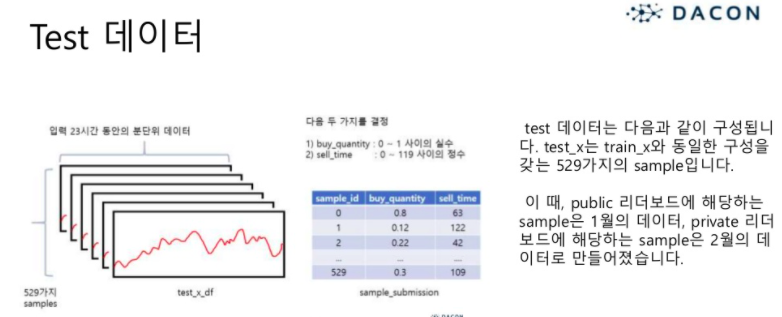 DACON
Test 데이터
입력 23시간 동안의 분단위 데이터
529가지
samples
test_x_df
다음 두 가지를 결정
1) buy_quantity : 0 ~ 1 사이의 실수
2) sell_time : 0 ~ 119 사이의 정수
sample_id buy_quantity sell_time
0 0.8 63
1 0.12 122
2 0.22 42
... ... ...
529 0.3 109
sample_submission
DACON
test 데이터는 다음과 같이 구성됩니
다. test_x는 train_x와 동일한 구성을
갖는 529가지의 sample입니다.
이 때, public 리더보드에 해당하는
sample은 1월의 데이터, private 리더
보드에 해당하는 sample은 2월의 데
이터로 만들어졌습니다.